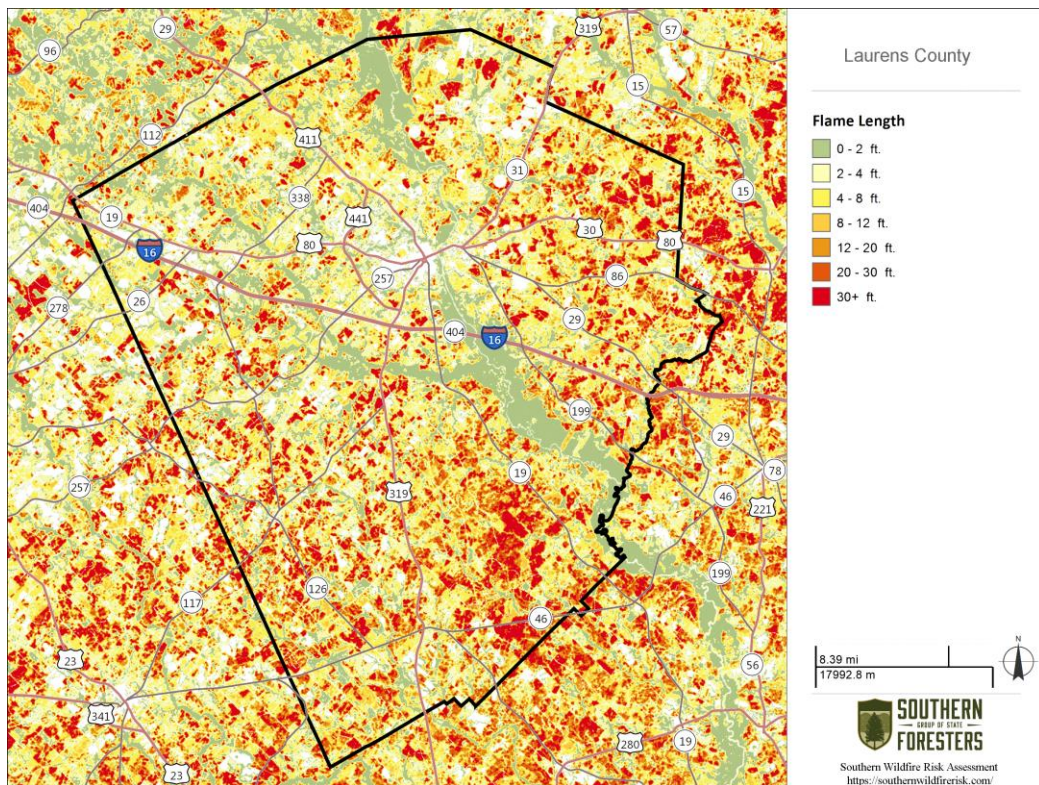 29
319
57
96
15
112
411
31
338
15
404
19
441
30
80
80
16
257
86
278
26
29
404
16
199
29
19
78
257
46
319
221
199
126
117
46
23
56
341
280
19
23
Laurens County
Flame Length
0 - 2 ft.
2 - 4 ft.
4 - 8 ft.
8 - 12 ft.
12 - 20 ft.
20 - 30 ft.
30+ ft.
N
8.39 mi
17992.8 m
SOUTHERN
GROUP OF STATE
FORESTERS
Southern Wildfire Risk Assessment
https://southernwildfirerisk.com/